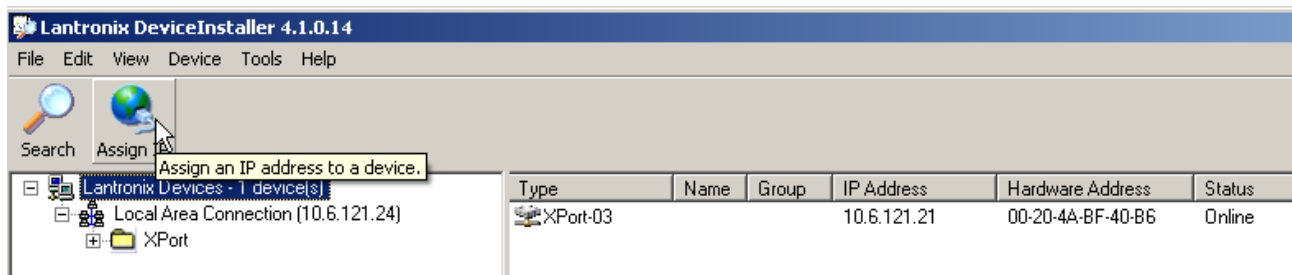 Lantronix DeviceInstaller 4.1.0.14
File Edit View Device Tools Help
Search Assign
Assign an IP address to a device.
Lantronix Devices - 1 device(s)
Local Area Connection (10.6.121.24)
XPort
Type Name Group IP Address Hardware Address Status
XPort-03 10.6.121.21 00-20-4A-BF-40-B6 Online